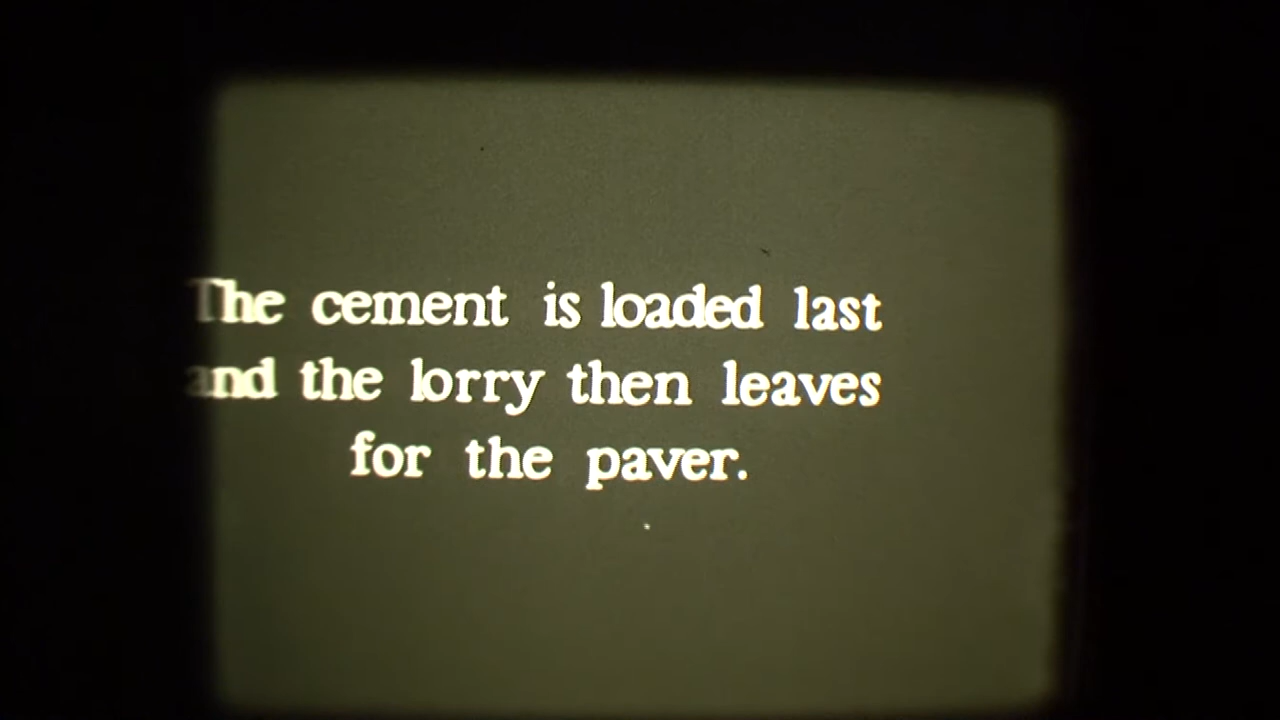 The cement is loaded last
and the lorry then leaves
for the paver.